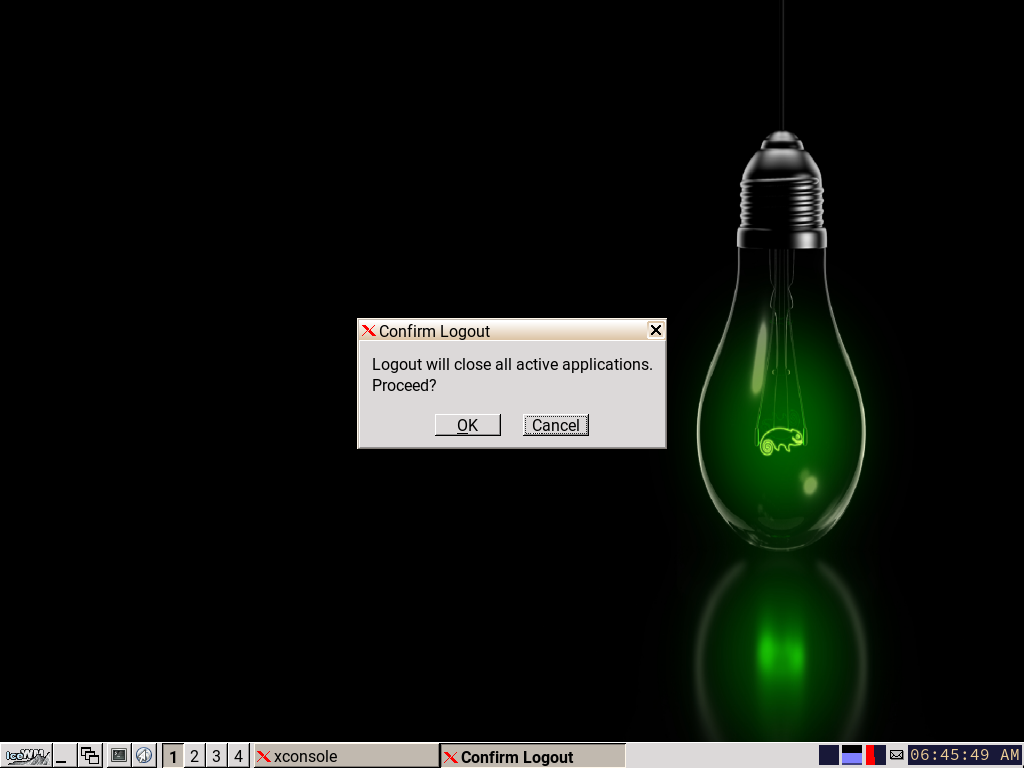 Confirm Logout
Logout will close all active applications.
Proceed?
OK
Cancel
IceWM
1 2 3 4 xconsole Confirm Logout 06:45:49 AM